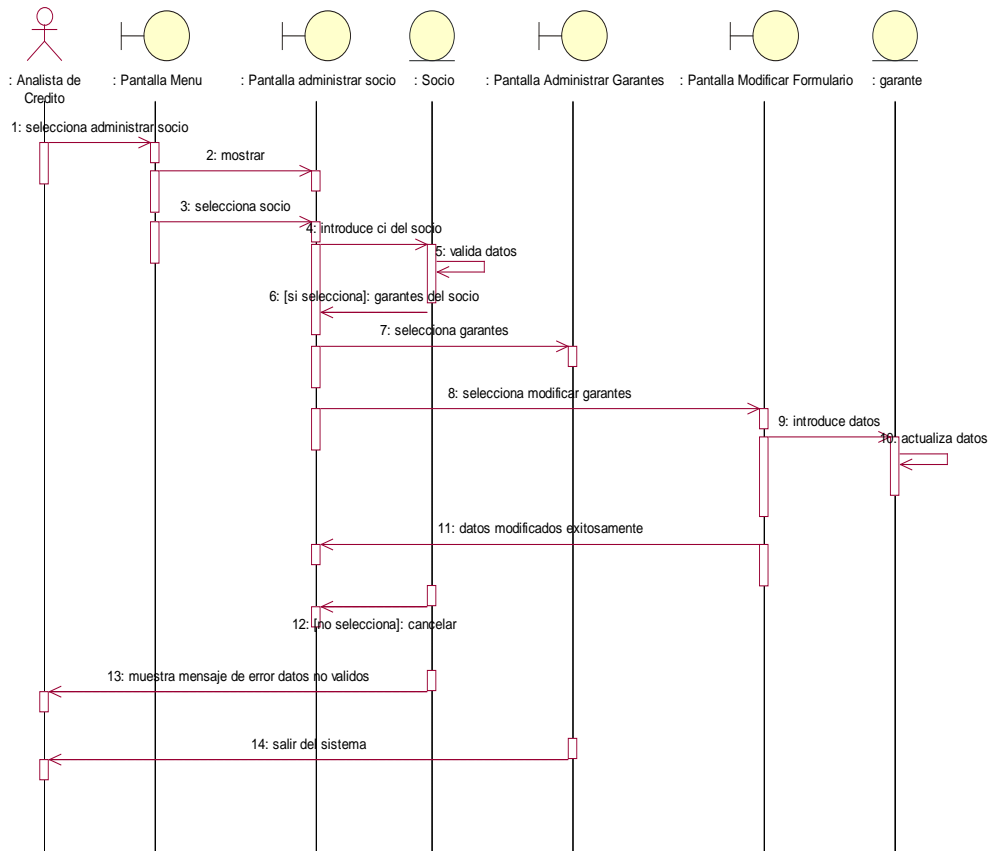 : Analista de
Credito
: Pantalla Menu
: Pantalla administrar socio
: Socio
: Pantalla Administrar Garantes
: Pantalla Modificar Formulario
: garante
1: selecciona administrar socio
2: mostrar
3: selecciona socio
4: introduce ci del socio
5: valida datos
6: [si selecciona]: garantes del socio
7: selecciona garantes
8: selecciona modificar garantes
9: introduce datos
10: actualiza datos
11: datos modificados exitosamente
12: [no selecciona]: cancelar
13: muestra mensaje de error datos no validos
14: salir del sistema